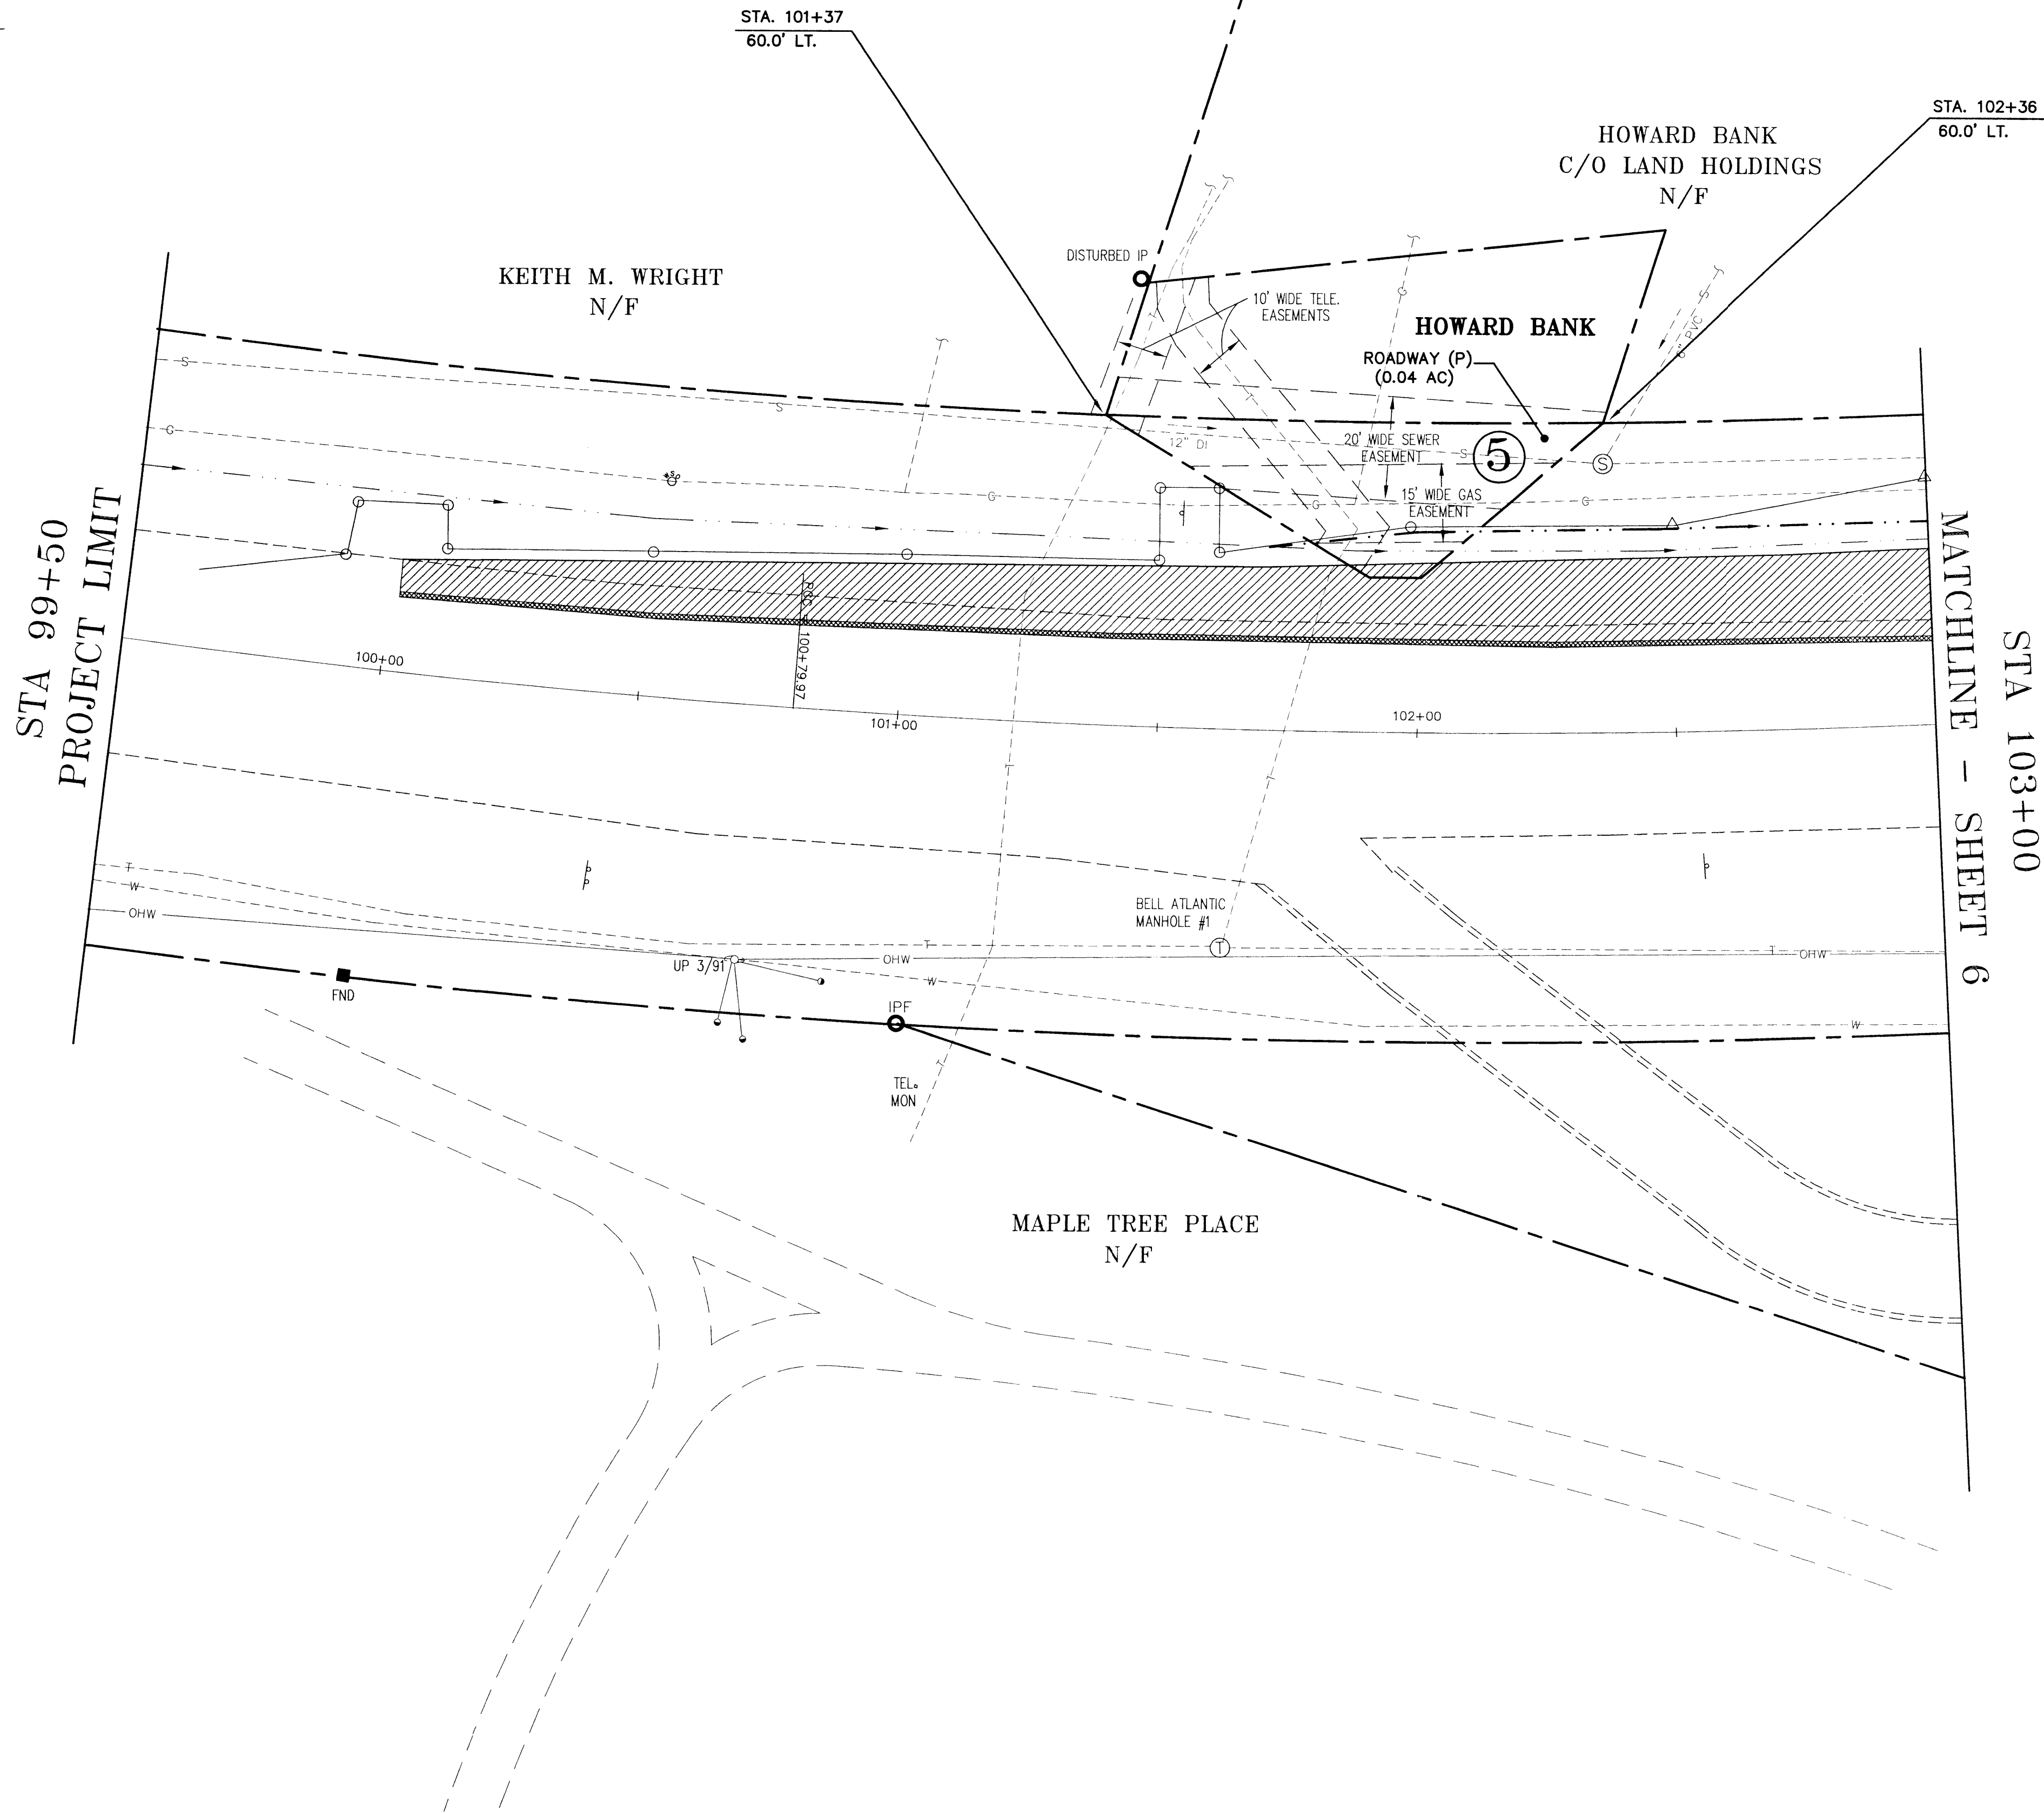 STA. 101+37
60.0' LT.
STA. 102+36
60.0' LT.
HOWARD BANK
C/O LAND HOLDINGS
N/F
KEITH M. WRIGHT
N/F
DISTURBED IP
10' WIDE TELE.
EASEMENTS
HOWARD BANK
ROADWAY (P)
(0.04 AC)
S
S
G
G
G
G
G
S
S
PVC
T
T
12" DI
20' WIDE SEWER
EASEMENT
5
S
15' WIDE GAS
EASEMENT
STA 99+50
PROJECT LIMIT
100+00
100+79.97
101+00
102+00
MATCHLINE - SHEET 6
STA 103+00
T
T
T
W
OHW
BELL ATLANTIC
MANHOLE #1
T
UP 3/91
OHW
T
W
T
OHW
W
FND
IPF
TEL.
MON
T
MAPLE TREE PLACE
N/F